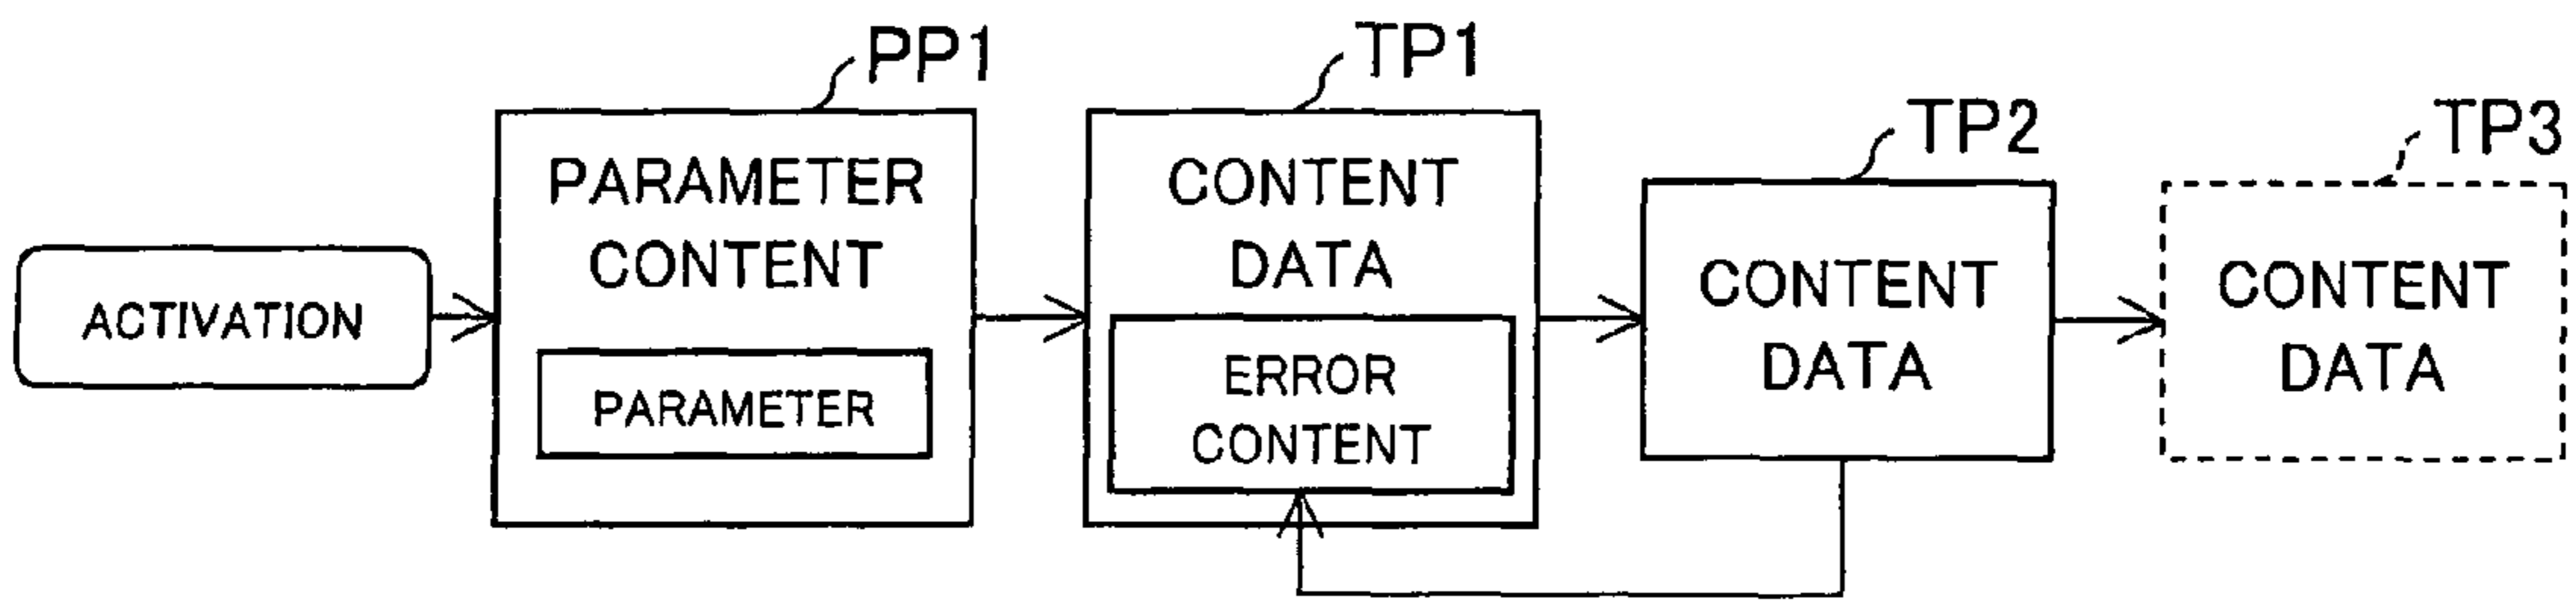 PP1
TP1
TP2
TP3
ACTIVATION
PARAMETER
CONTENT
PARAMETER
CONTENT
DATA
ERROR
CONTENT
CONTENT
DATA
CONTENT
DATA